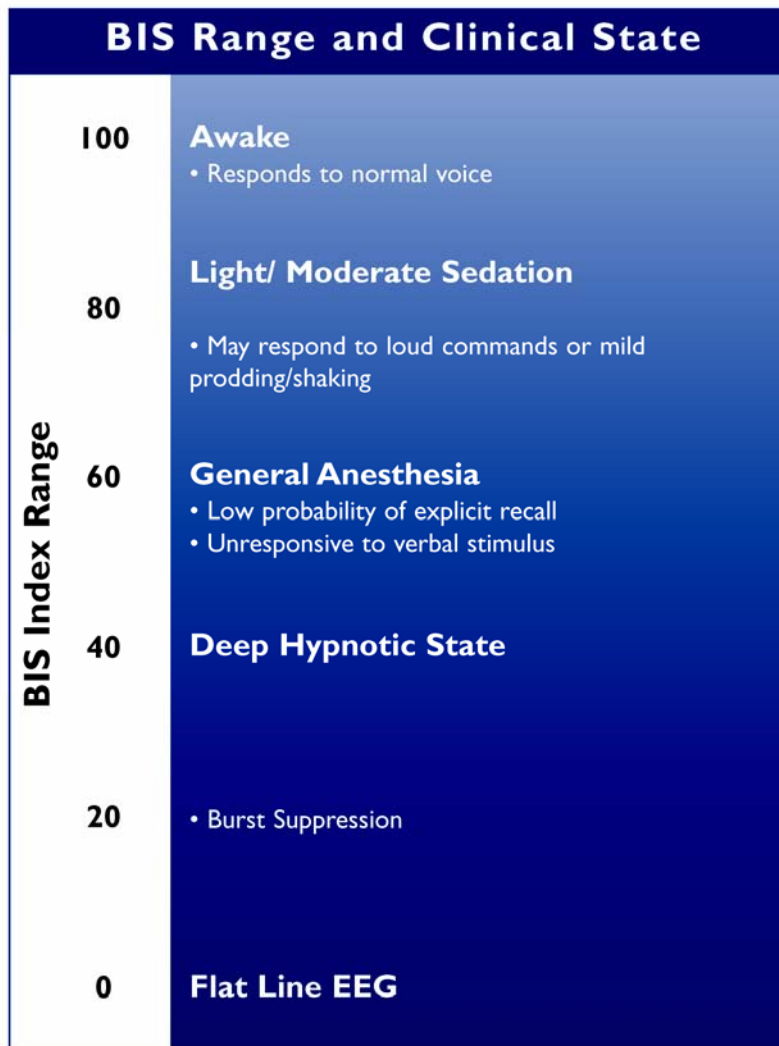 BIS Range and Clinical State
BIS Index Range
100
Awake
• Responds to normal voice
Light/ Moderate Sedation
80
• May respond to loud commands or mild
prodding/shaking
60
General Anesthesia
• Low probability of explicit recall
• Unresponsive to verbal stimulus
40
Deep Hypnotic State
20
• Burst Suppression
0
Flat Line EEG